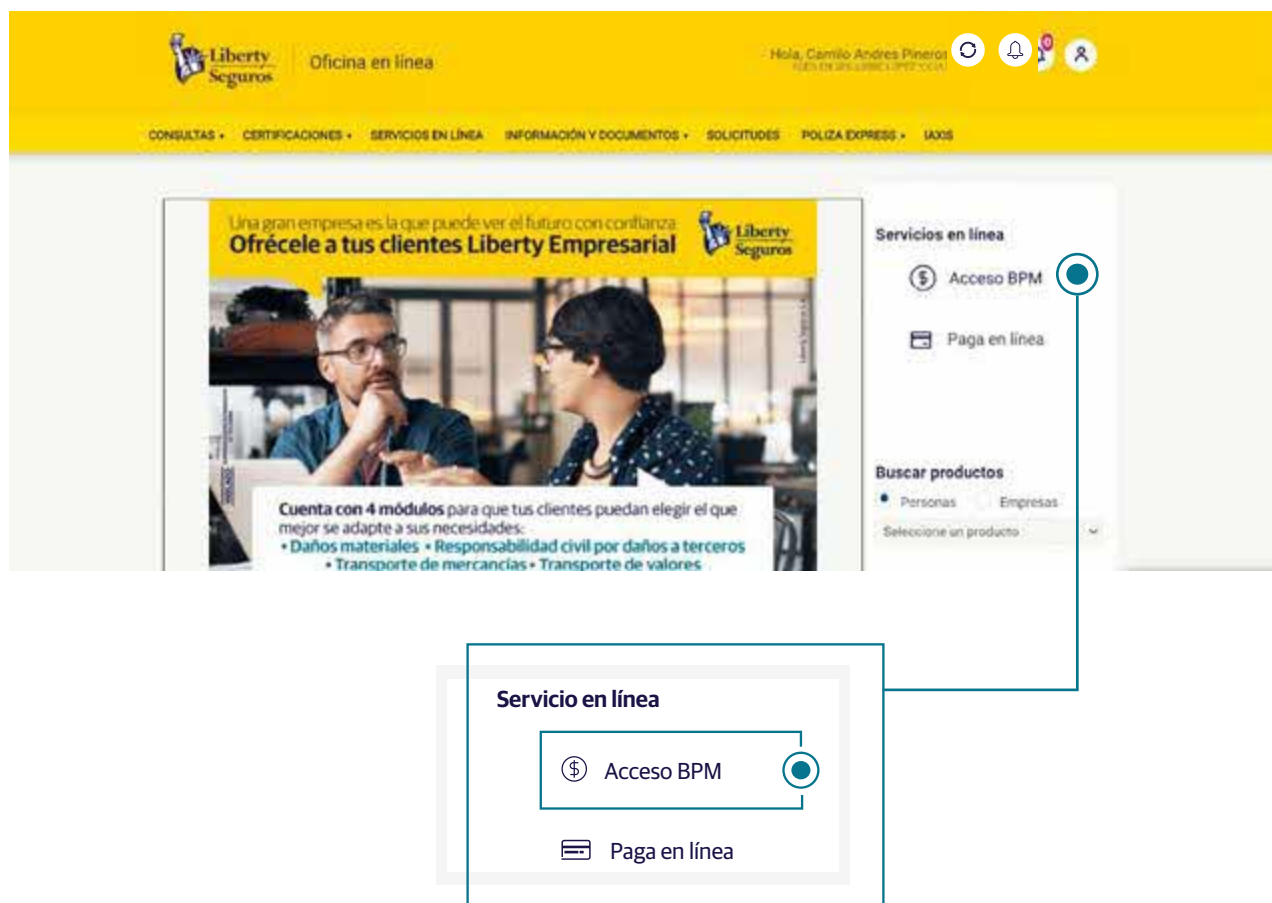 Liberty
Seguros
Oficina en línea
Hola, Camilo Andres Pineros
0
CONSULTAS CERTIFICACIONES SERVICIOS EN LÍNEA INFORMACIÓN Y DOCUMENTOS SOLICITUDES POLIZA EXPRESS IAXIS
Una gran empresa es la que puede ver el futuro con confianza
Ofrécele a tus clientes Liberty Empresarial
Liberty
Seguros
Servicios en línea
Acceso BPM
Paga en línea
Buscar productos
Personas Empresas
Seleccione un producto
Cuenta con 4 módulos para que tus clientes puedan elegir el que
mejor se adapte a sus necesidades:
• Daños materiales • Responsabilidad civil por daños a terceros
• Transporte de mercancías • Transporte de valores
Servicio en línea
Acceso BPM
Paga en línea